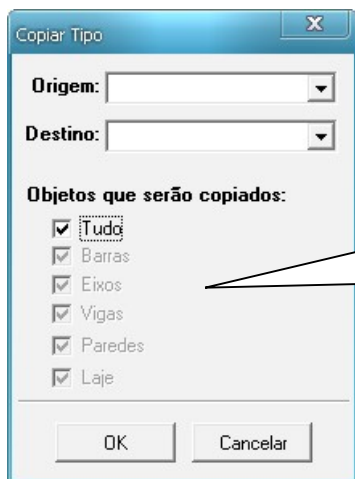 Copiar Tipo
Origem:
Destino:
Objetos que serão copiados:
Tudo
Barras
Eixos
Vigas
Paredes
Laje
OK Cancelar